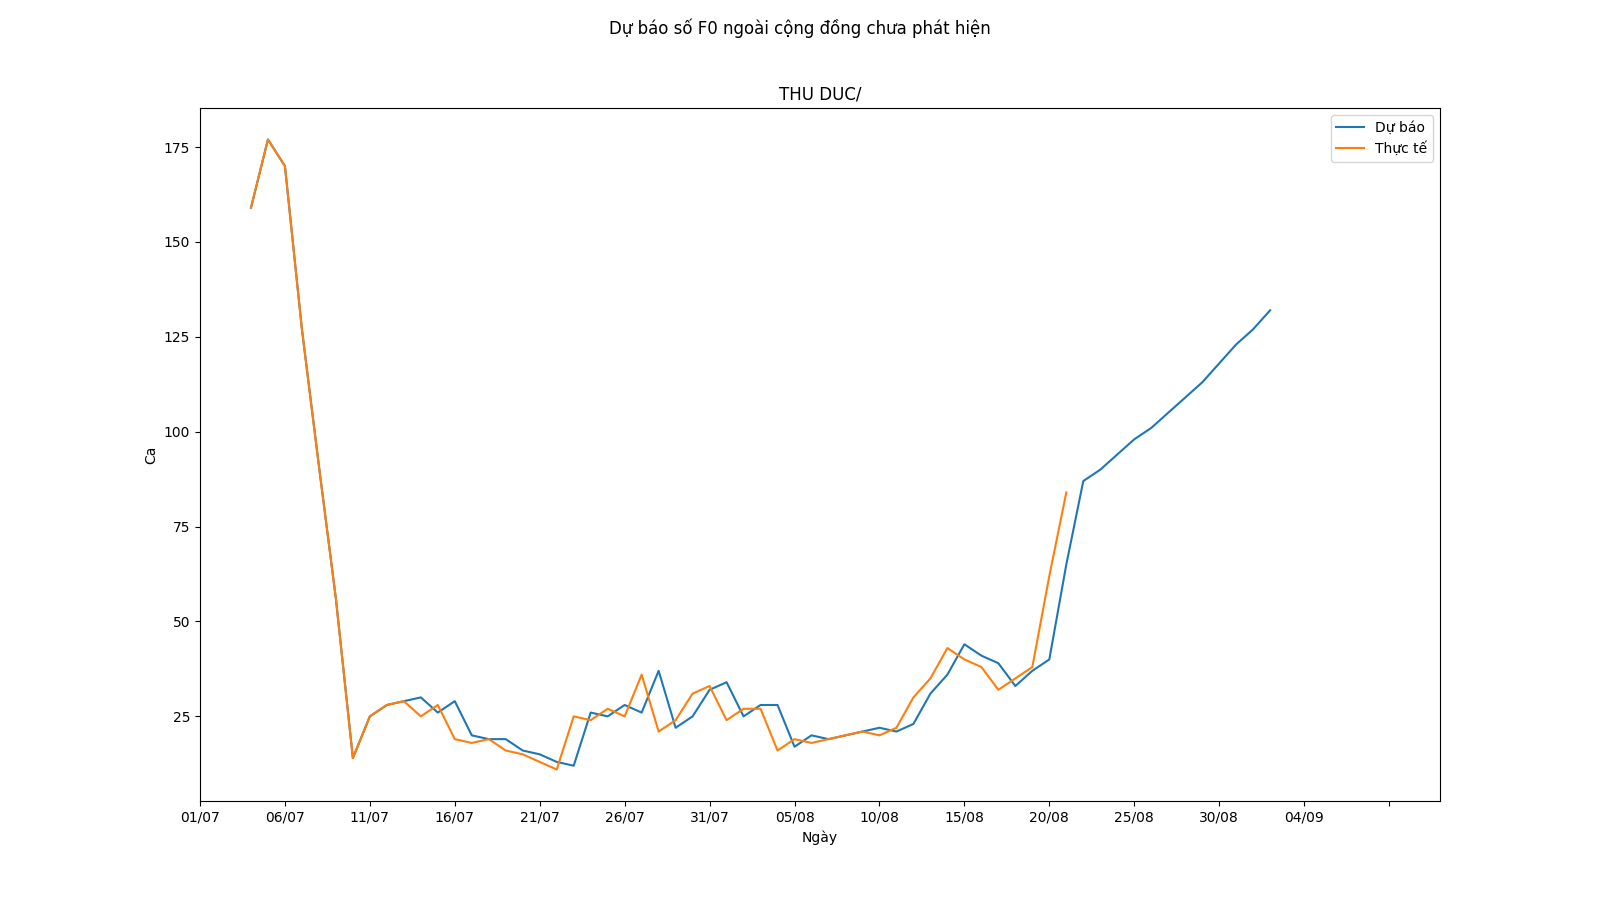 Dự báo số F0 ngoài cộng đồng chưa phát hiện
THU DUC/
Dự báo
Thực tế
175
150
125
100
75
50
25
Ca
01/07 06/07 11/07 16/07 21/07 26/07 31/07 05/08 10/08 15/08 20/08 25/08 30/08 04/09
Ngày